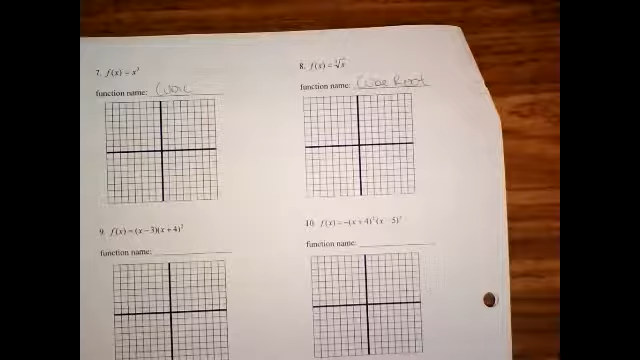 7. f(x) = x³
function name: Cubic
8. f(x) = ∛x
function name: Cube Root
9. f(x) = (x − 3)(x + 4)²
function name:
10. f(x) = −(x + 4)²(x − 5)²
function name: